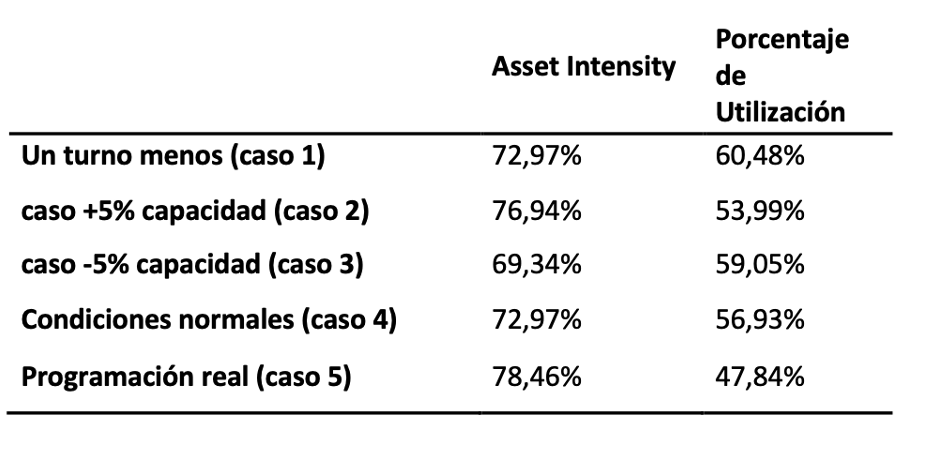 Asset Intensity Porcentaje
de
Utilización
Un turno menos (caso 1) 72,97% 60,48%
caso +5% capacidad (caso 2) 76,94% 53,99%
caso -5% capacidad (caso 3) 69,34% 59,05%
Condiciones normales (caso 4) 72,97% 56,93%
Programación real (caso 5) 78,46% 47,84%